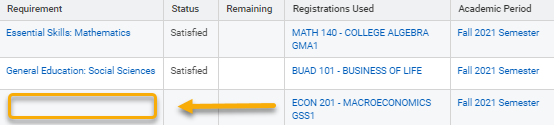 Requirement Status Remaining Registrations Used Academic Period
Essential Skills: Mathematics Satisfied MATH 140 - COLLEGE ALGEBRA Fall 2021 Semester
GMA1
General Education: Social Sciences Satisfied BUAD 101 - BUSINESS OF LIFE Fall 2021 Semester
ECON 201 - MACROECONOMICS Fall 2021 Semester
GSS1